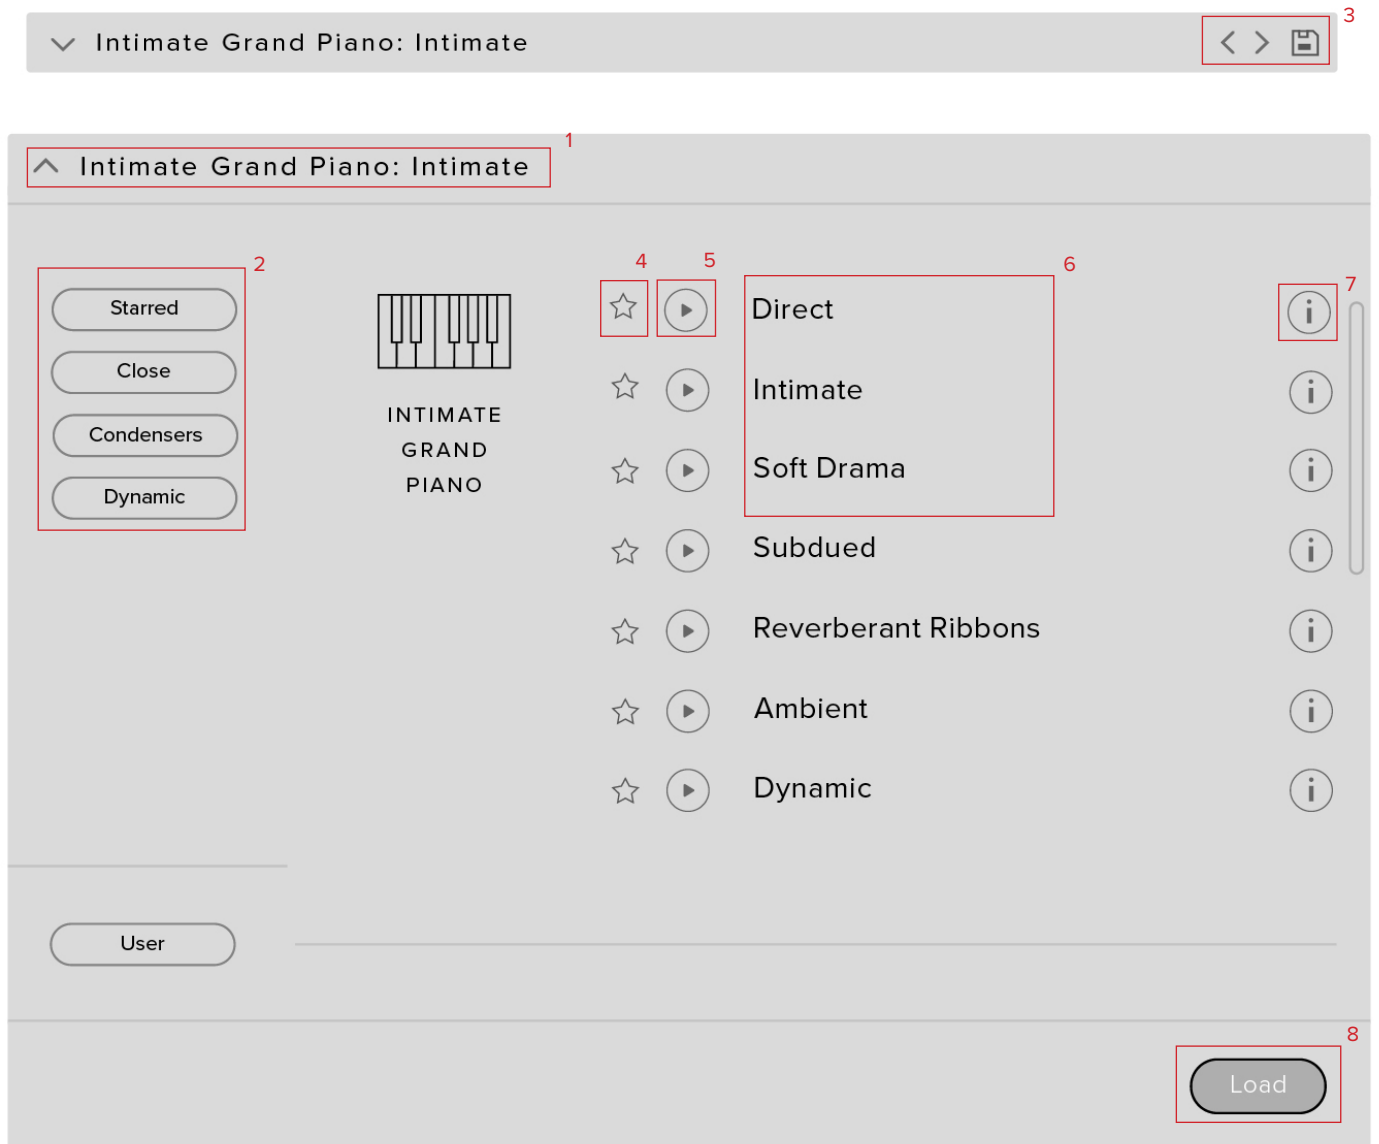 3
Intimate Grand Piano: Intimate
1
Intimate Grand Piano: Intimate
2
Starred
Close
Condensers
Dynamic
INTIMATE
GRAND
PIANO
4
5
6
7
Direct
Intimate
Soft Drama
Subdued
Reverberant Ribbons
Ambient
Dynamic
User
8
Load